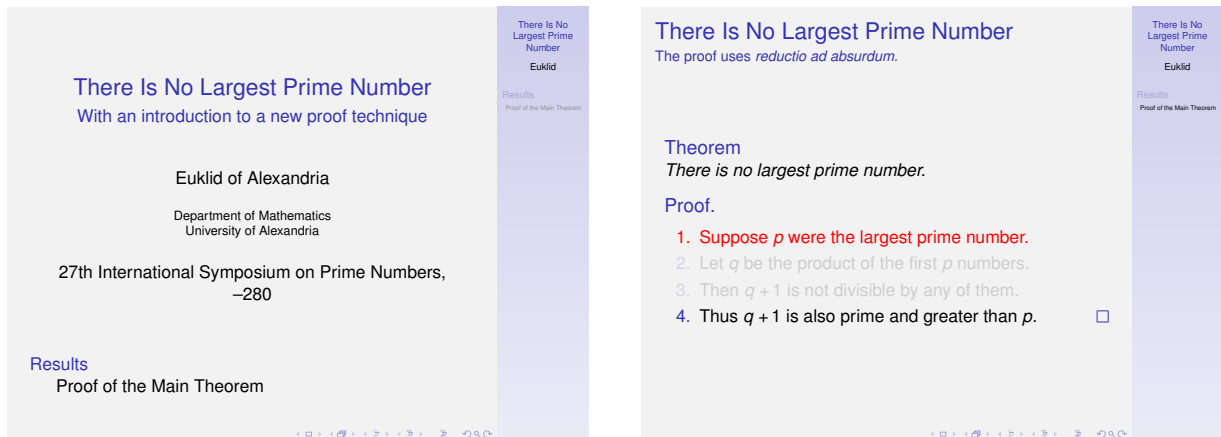 There Is No Largest Prime Number
With an introduction to a new proof technique
Euklid of Alexandria
Department of Mathematics
University of Alexandria
27th International Symposium on Prime Numbers,
–280
Results
Proof of the Main Theorem
There Is No
Largest Prime
Number
Euklid
Results
Proof of the Main Theorem
There Is No Largest Prime Number
The proof uses reductio ad absurdum.
Theorem
There is no largest prime number.
Proof.
1. Suppose p were the largest prime number.
2. Let q be the product of the first p numbers.
3. Then q + 1 is not divisible by any of them.
4. Thus q + 1 is also prime and greater than p.
There Is No
Largest Prime
Number
Euklid
Results
Proof of the Main Theorem